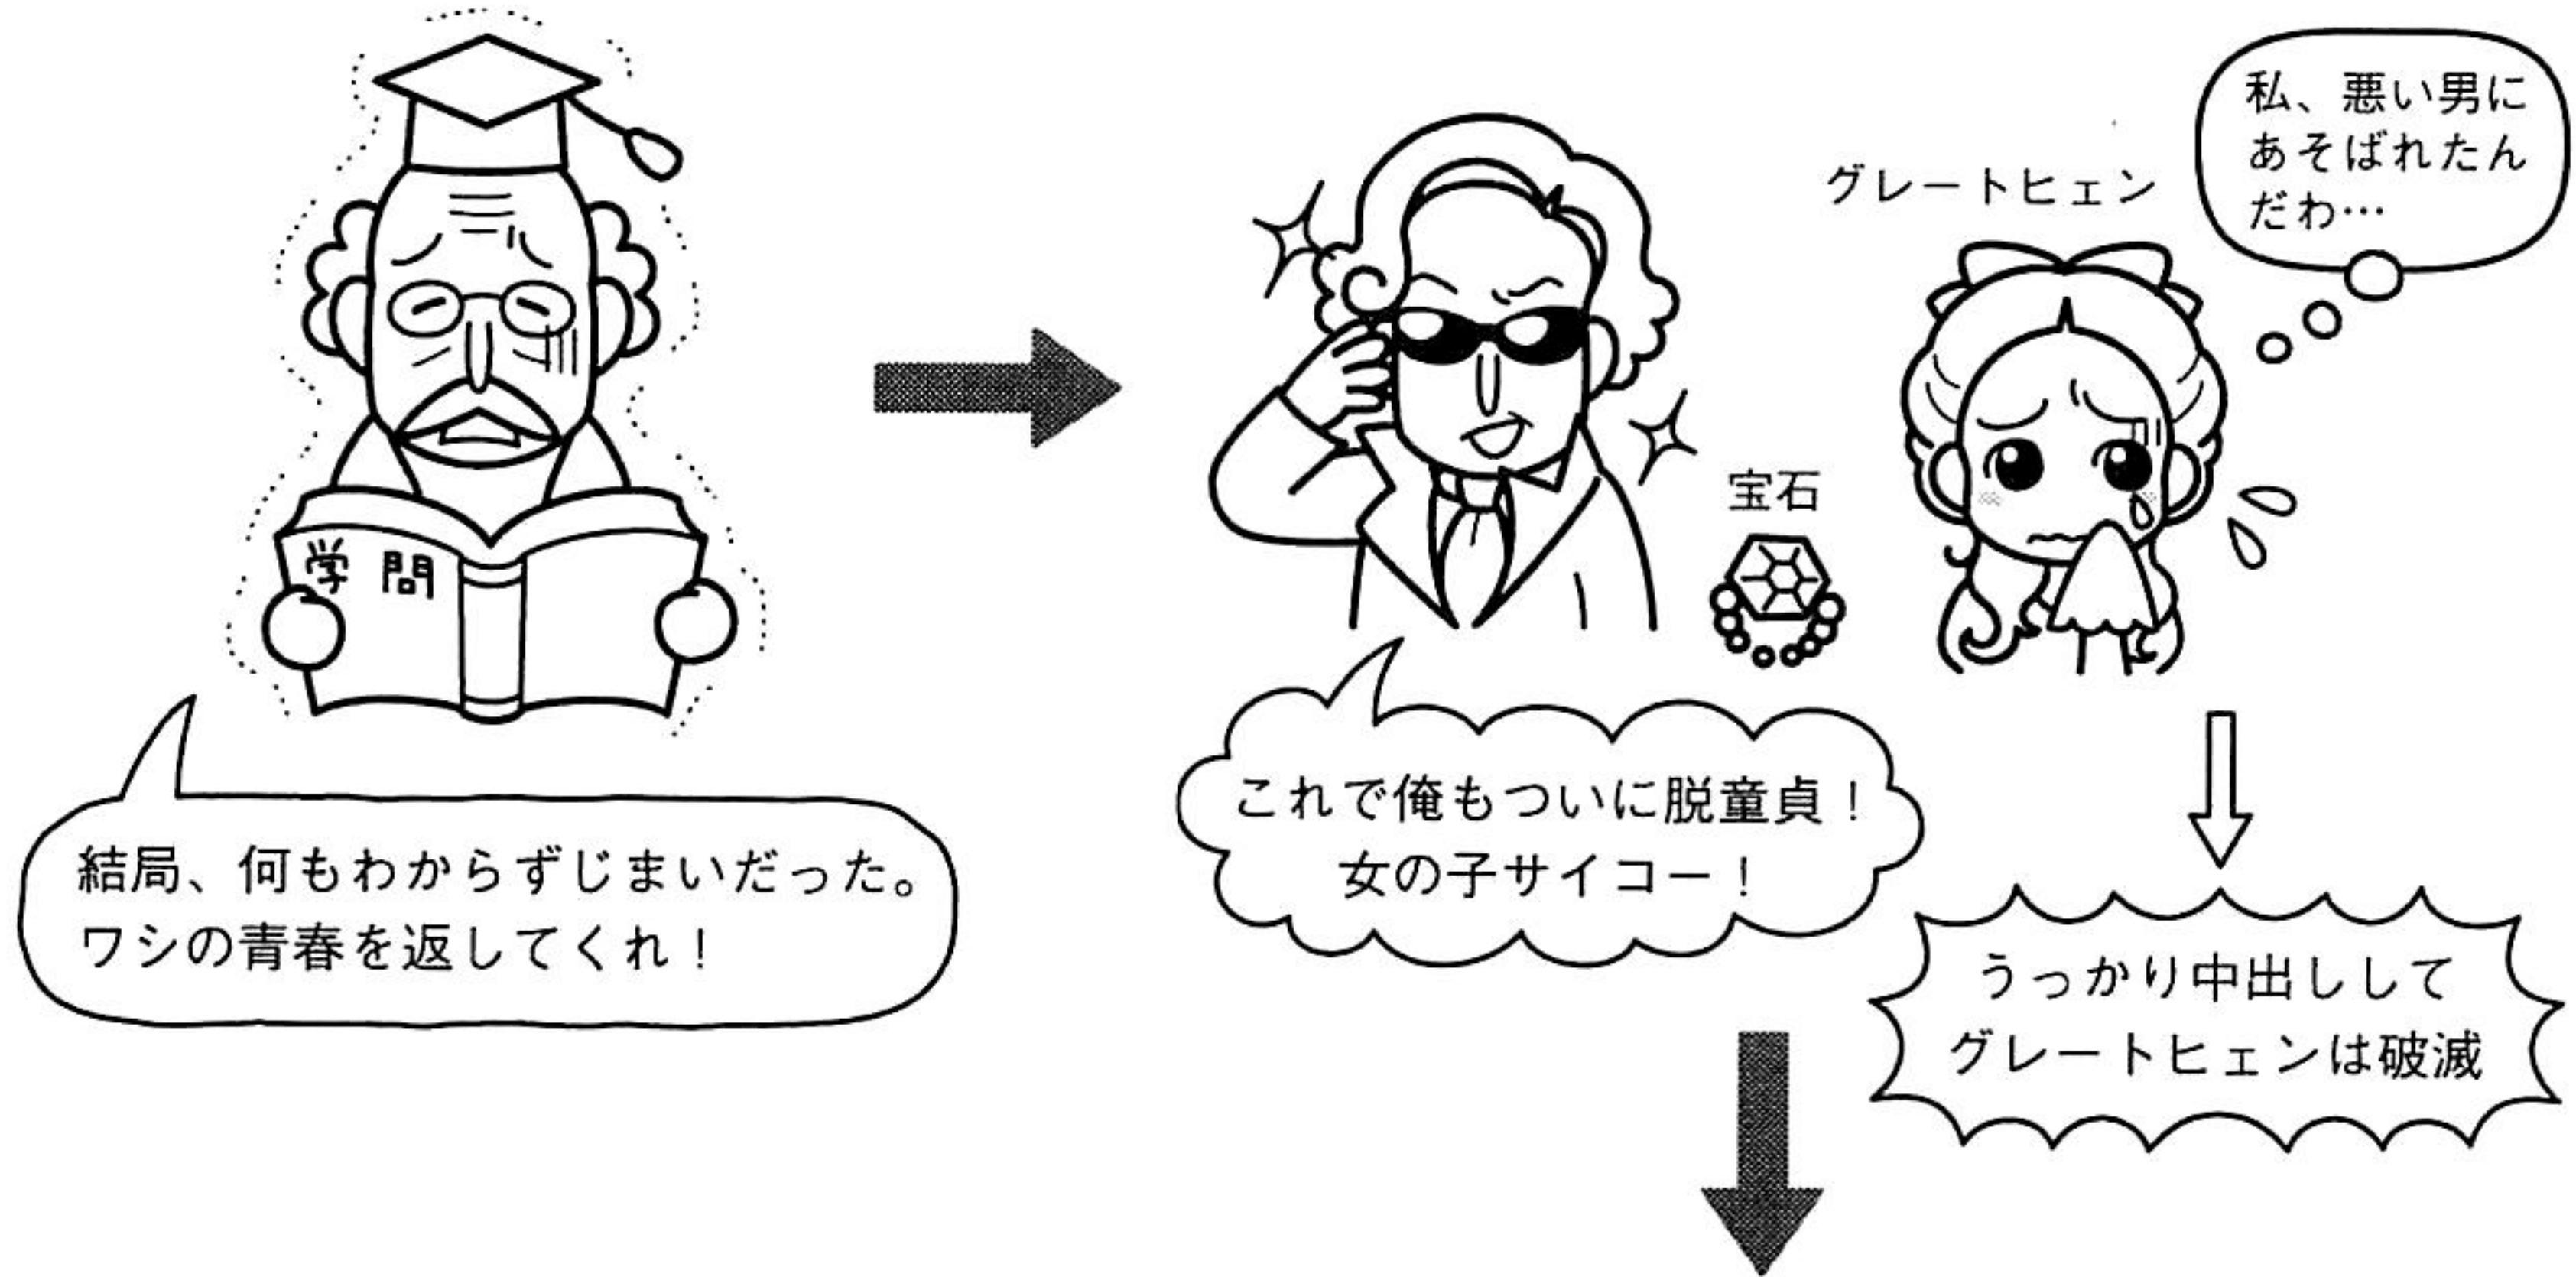 学問
結局、何もわからずじまいだった。
ワシの青春を返してくれ！
私、悪い男に
あそばれたん
だわ…
グレートヒェン
宝石
これで俺もついに脱童貞！
女の子サイコー！
うっかり中出しして
グレートヒェンは破滅